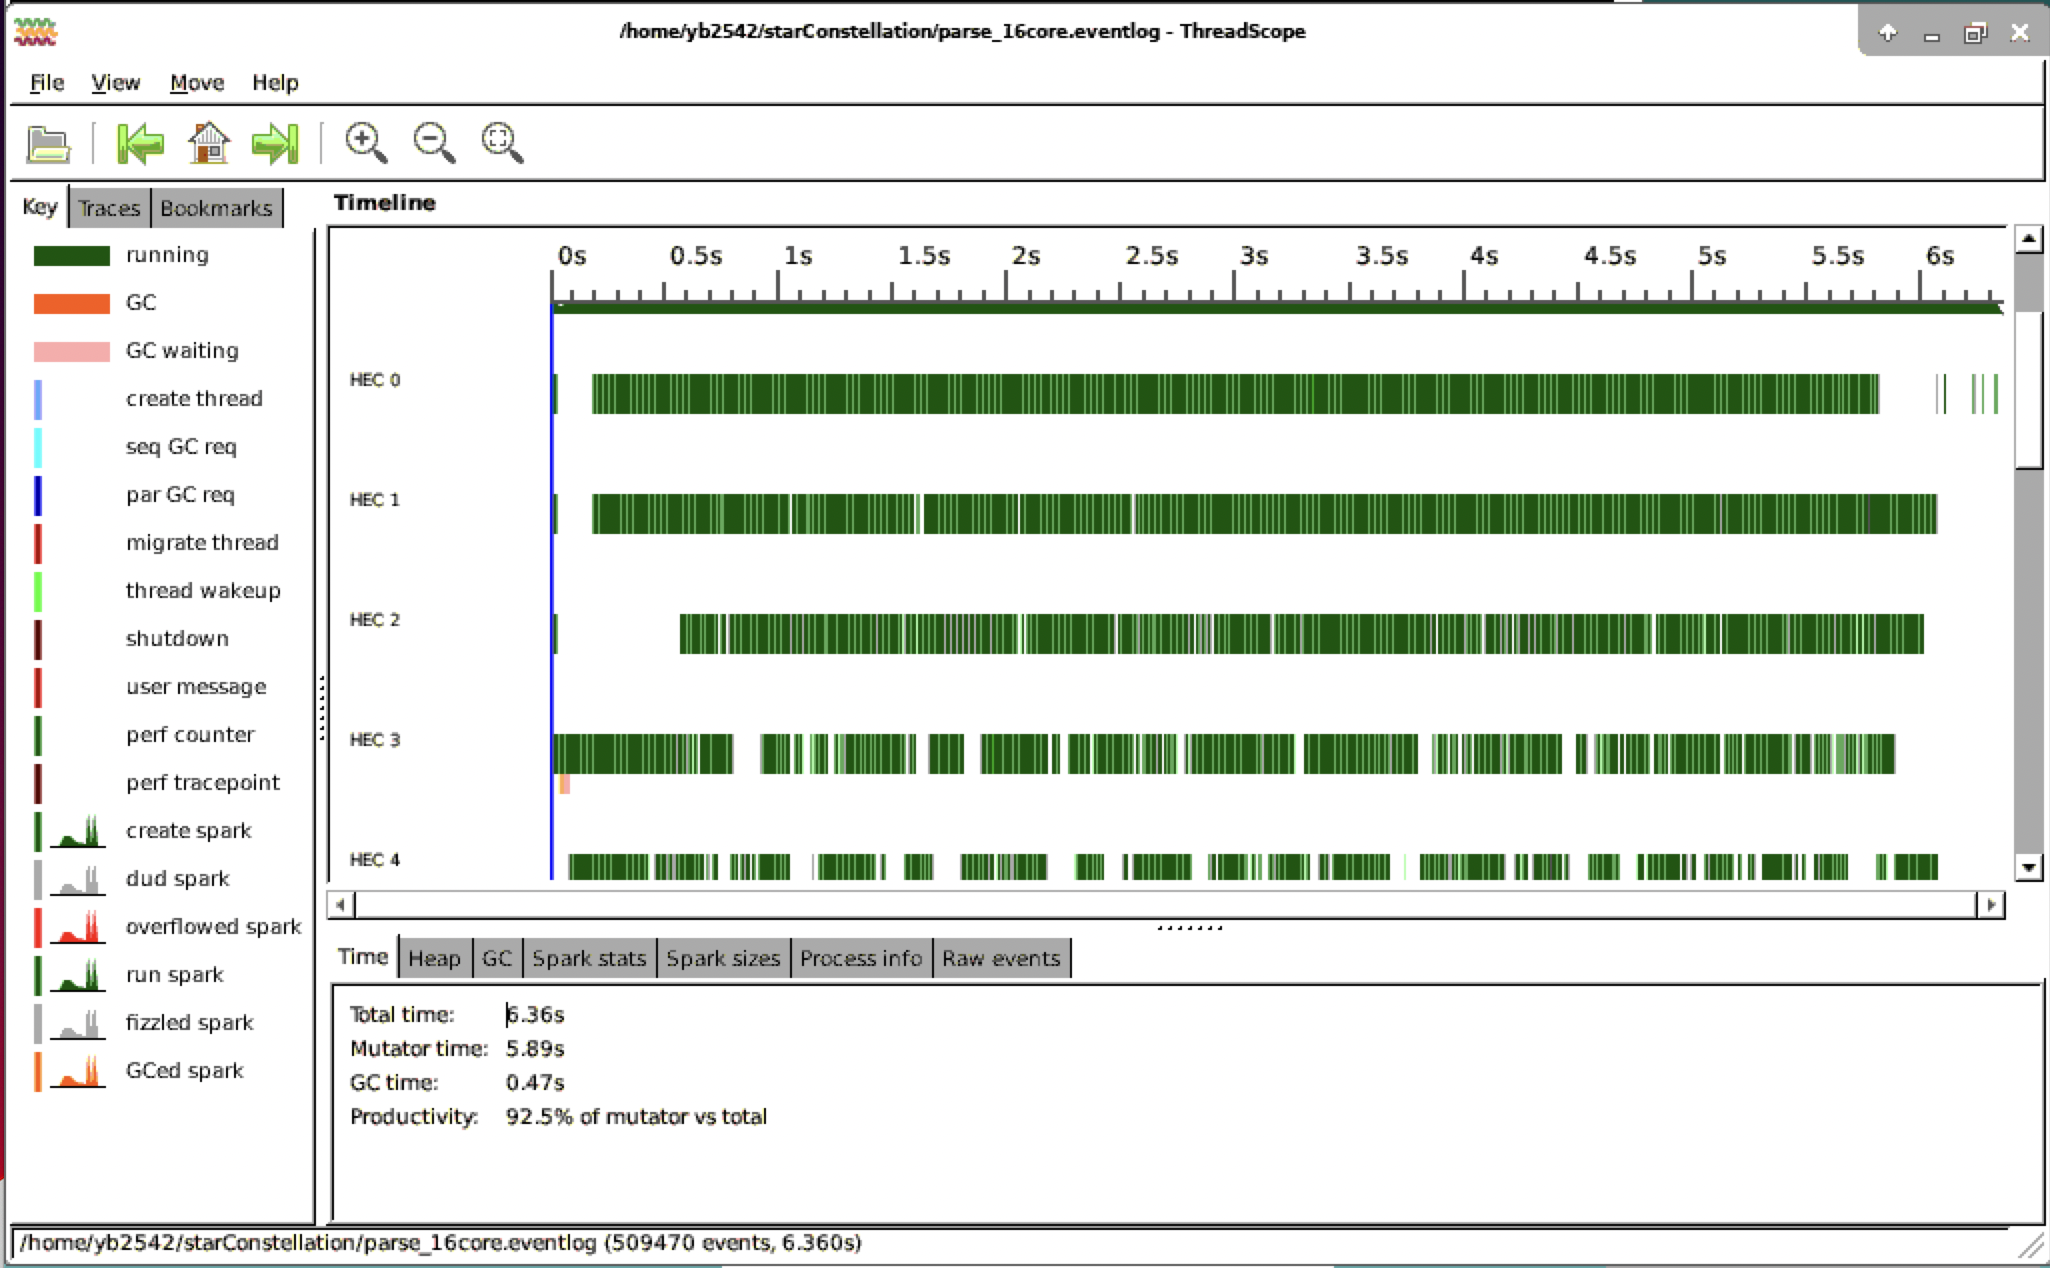 /home/yb2542/starConstellation/parse_16core.eventlog - ThreadScope
File View Move Help
Key Traces Bookmarks
running
GC
GC waiting
create thread
seq GC req
par GC req
migrate thread
thread wakeup
shutdown
user message
perf counter
perf tracepoint
create spark
dud spark
overflowed spark
run spark
fizzled spark
GCed spark
Timeline
0s 0.5s 1s 1.5s 2s 2.5s 3s 3.5s 4s 4.5s 5s 5.5s 6s
HEC 0
HEC 1
HEC 2
HEC 3
HEC 4
Time Heap GC Spark stats Spark sizes Process info Raw events
Total time: 6.36s
Mutator time: 5.89s
GC time: 0.47s
Productivity: 92.5% of mutator vs total
/home/yb2542/starConstellation/parse_16core.eventlog (509470 events, 6.360s)